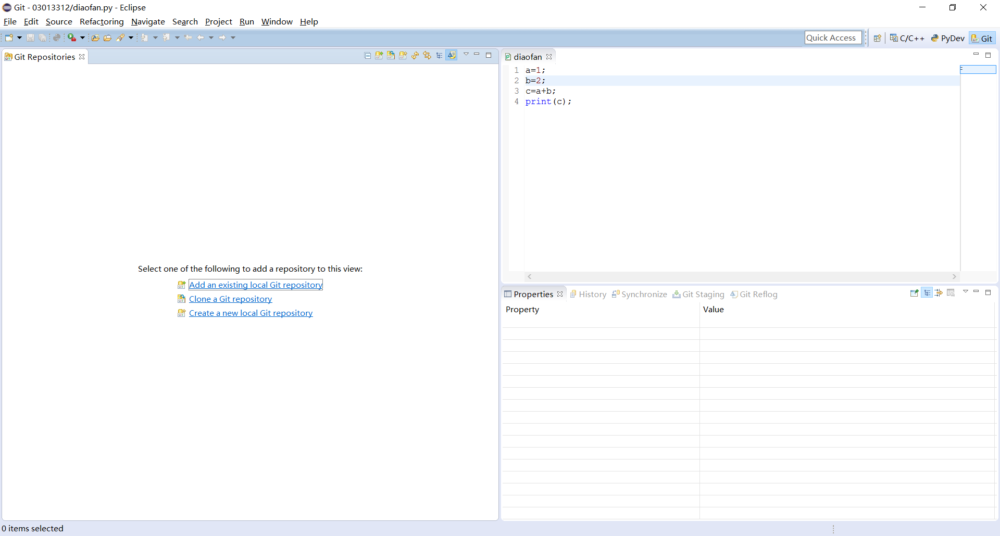 Git - 03013312/diaofan.py - Eclipse
File Edit Source Refactoring Navigate Search Project Run Window Help
Quick Access C/C++ PyDev Git
Git Repositories
Select one of the following to add a repository to this view:
Add an existing local Git repository
Clone a Git repository
Create a new local Git repository
diaofan
1 a=1;
2 b=2;
3 c=a+b;
4 print(c);
Properties History Synchronize Git Staging Git Reflog
Property Value
0 items selected